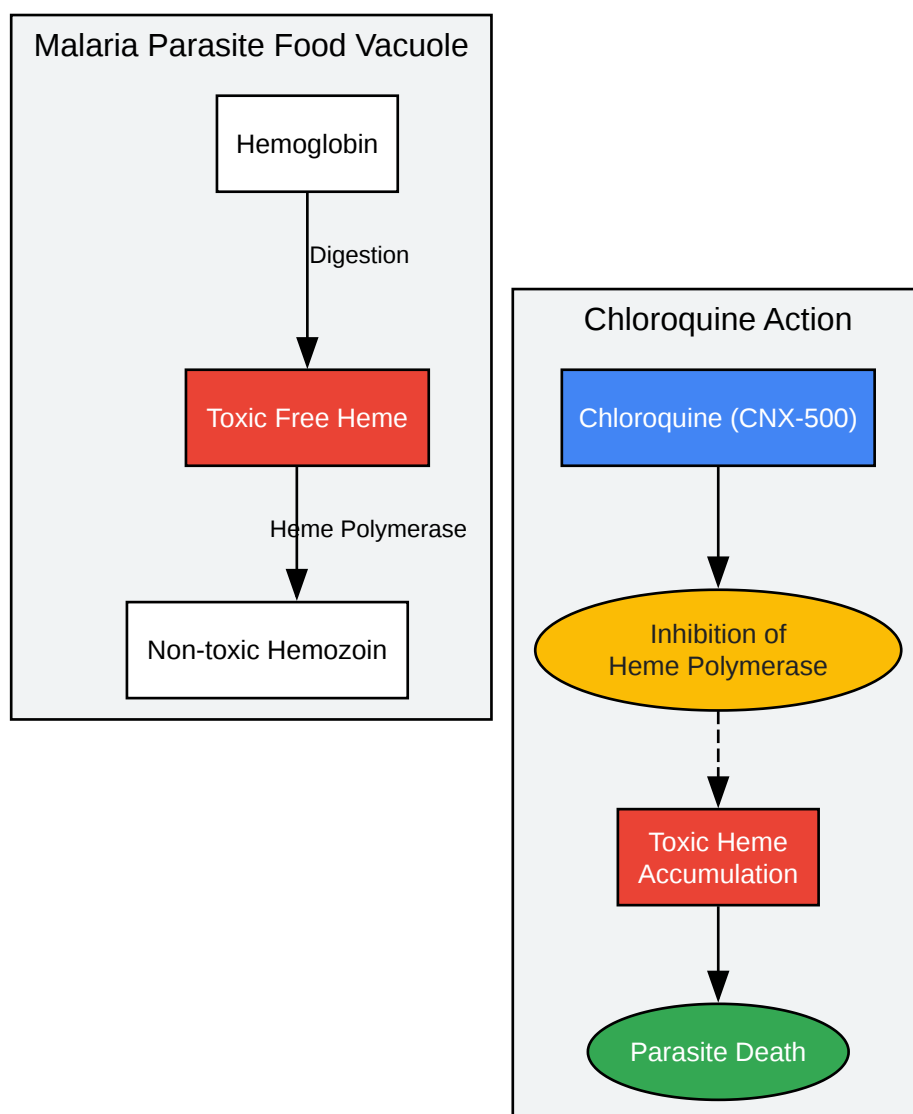 Malaria Parasite Food Vacuole
Hemoglobin
Digestion
Toxic Free Heme
Heme Polymerase
Non-toxic Hemozoin
Chloroquine Action
Chloroquine (CNX-500)
Inhibition of
Heme Polymerase
Toxic Heme
Accumulation
Parasite Death